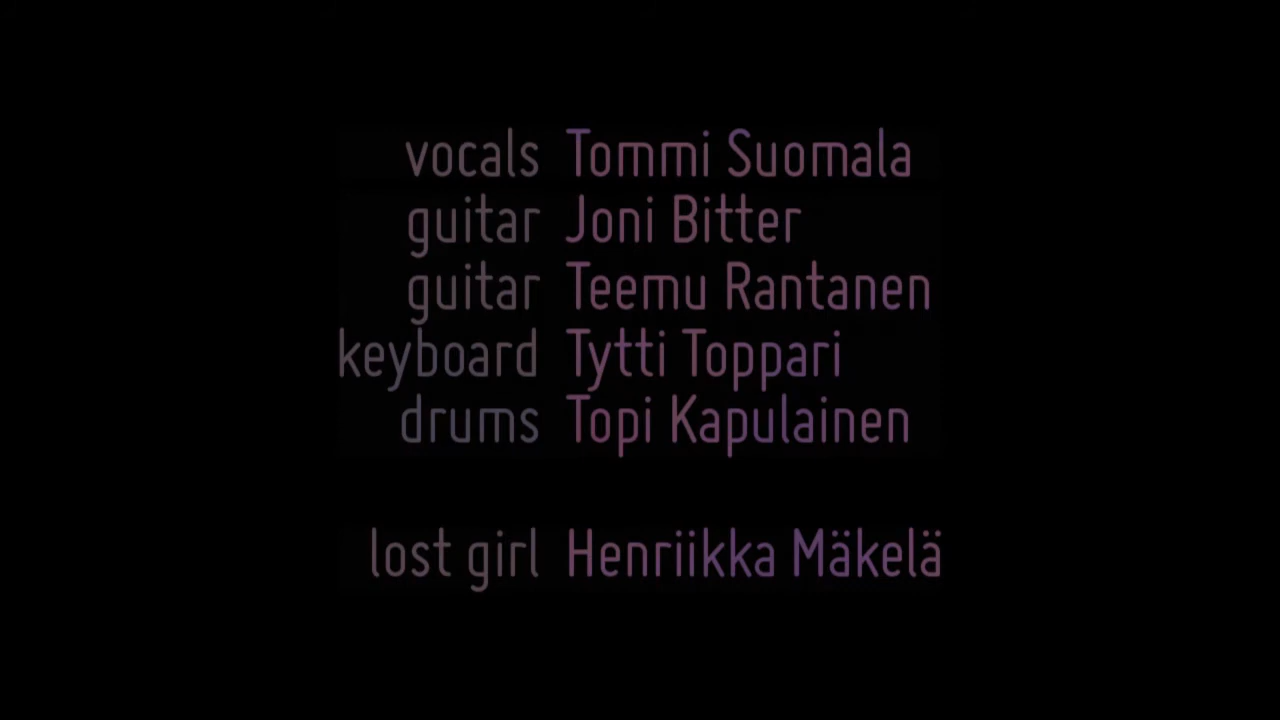 vocals Tommi Suomala
guitar Joni Bitter
guitar Teemu Rantanen
keyboard Tytti Toppari
drums Topi Kapulainen
lost girl Henriikka Mäkelä